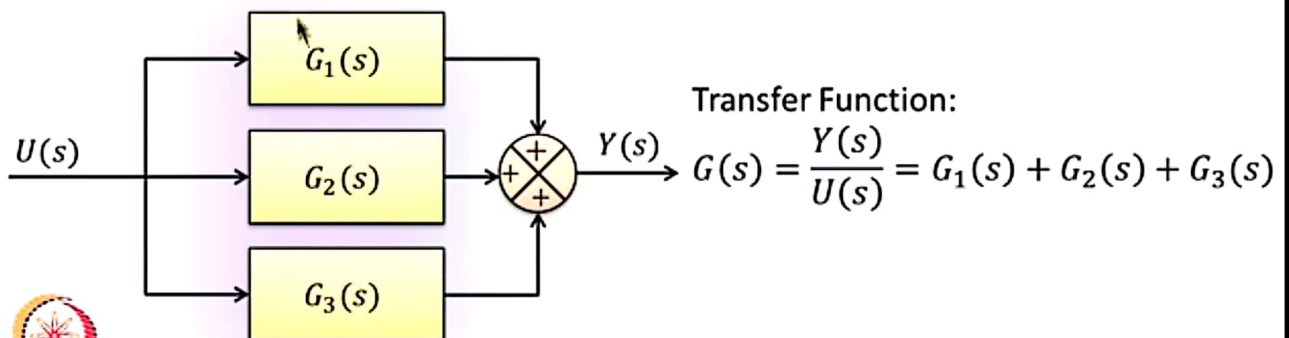 G₁(s)
U(s)
G₂(s)
G₃(s)
+
+
+
Y(s)
Transfer Function:
G(s) = Y(s)/U(s) = G₁(s) + G₂(s) + G₃(s)